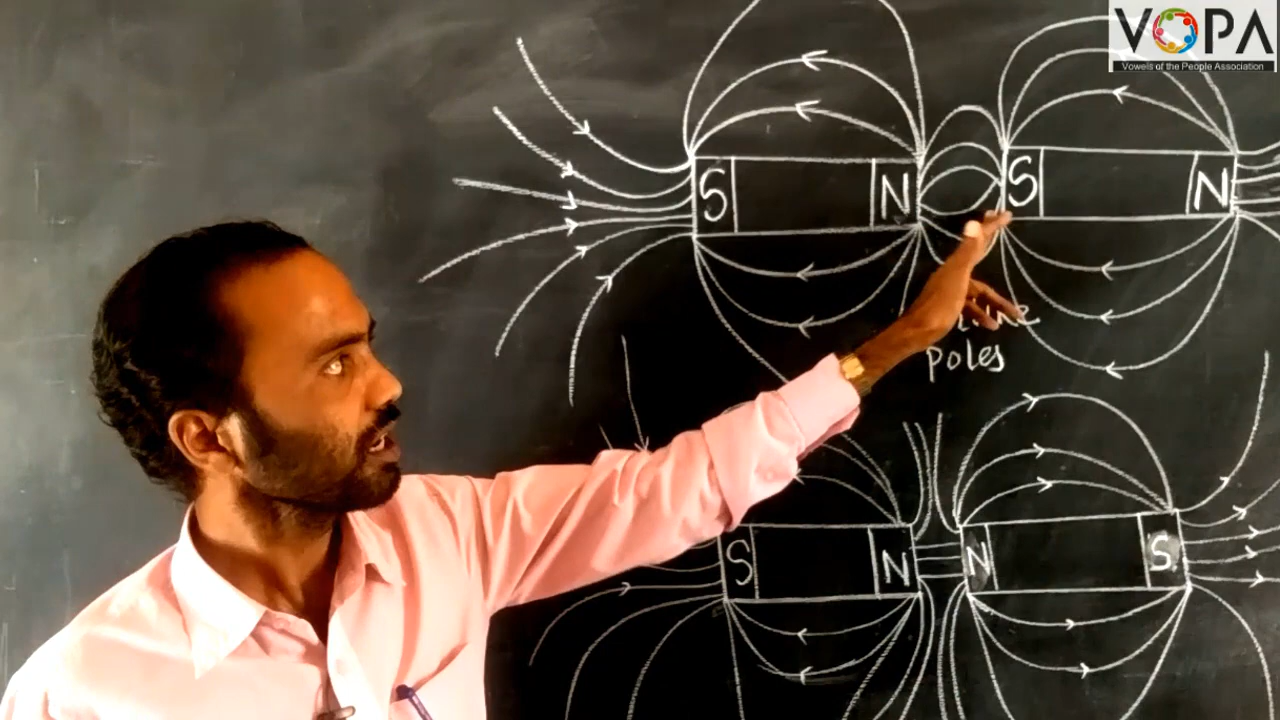 VOPA
Vowels of the People Association
S N S N
poles
S N N S